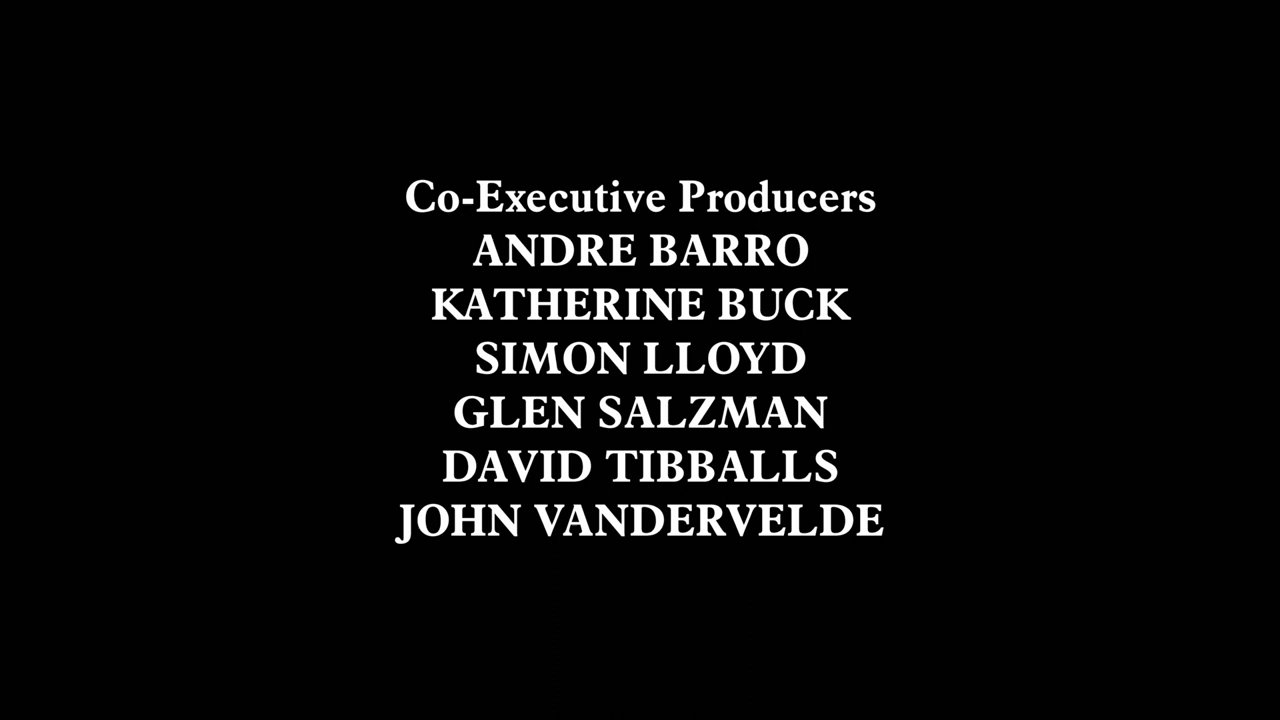 Co-Executive Producers
ANDRE BARRO
KATHERINE BUCK
SIMON LLOYD
GLEN SALZMAN
DAVID TIBBALLS
JOHN VANDERVELDE